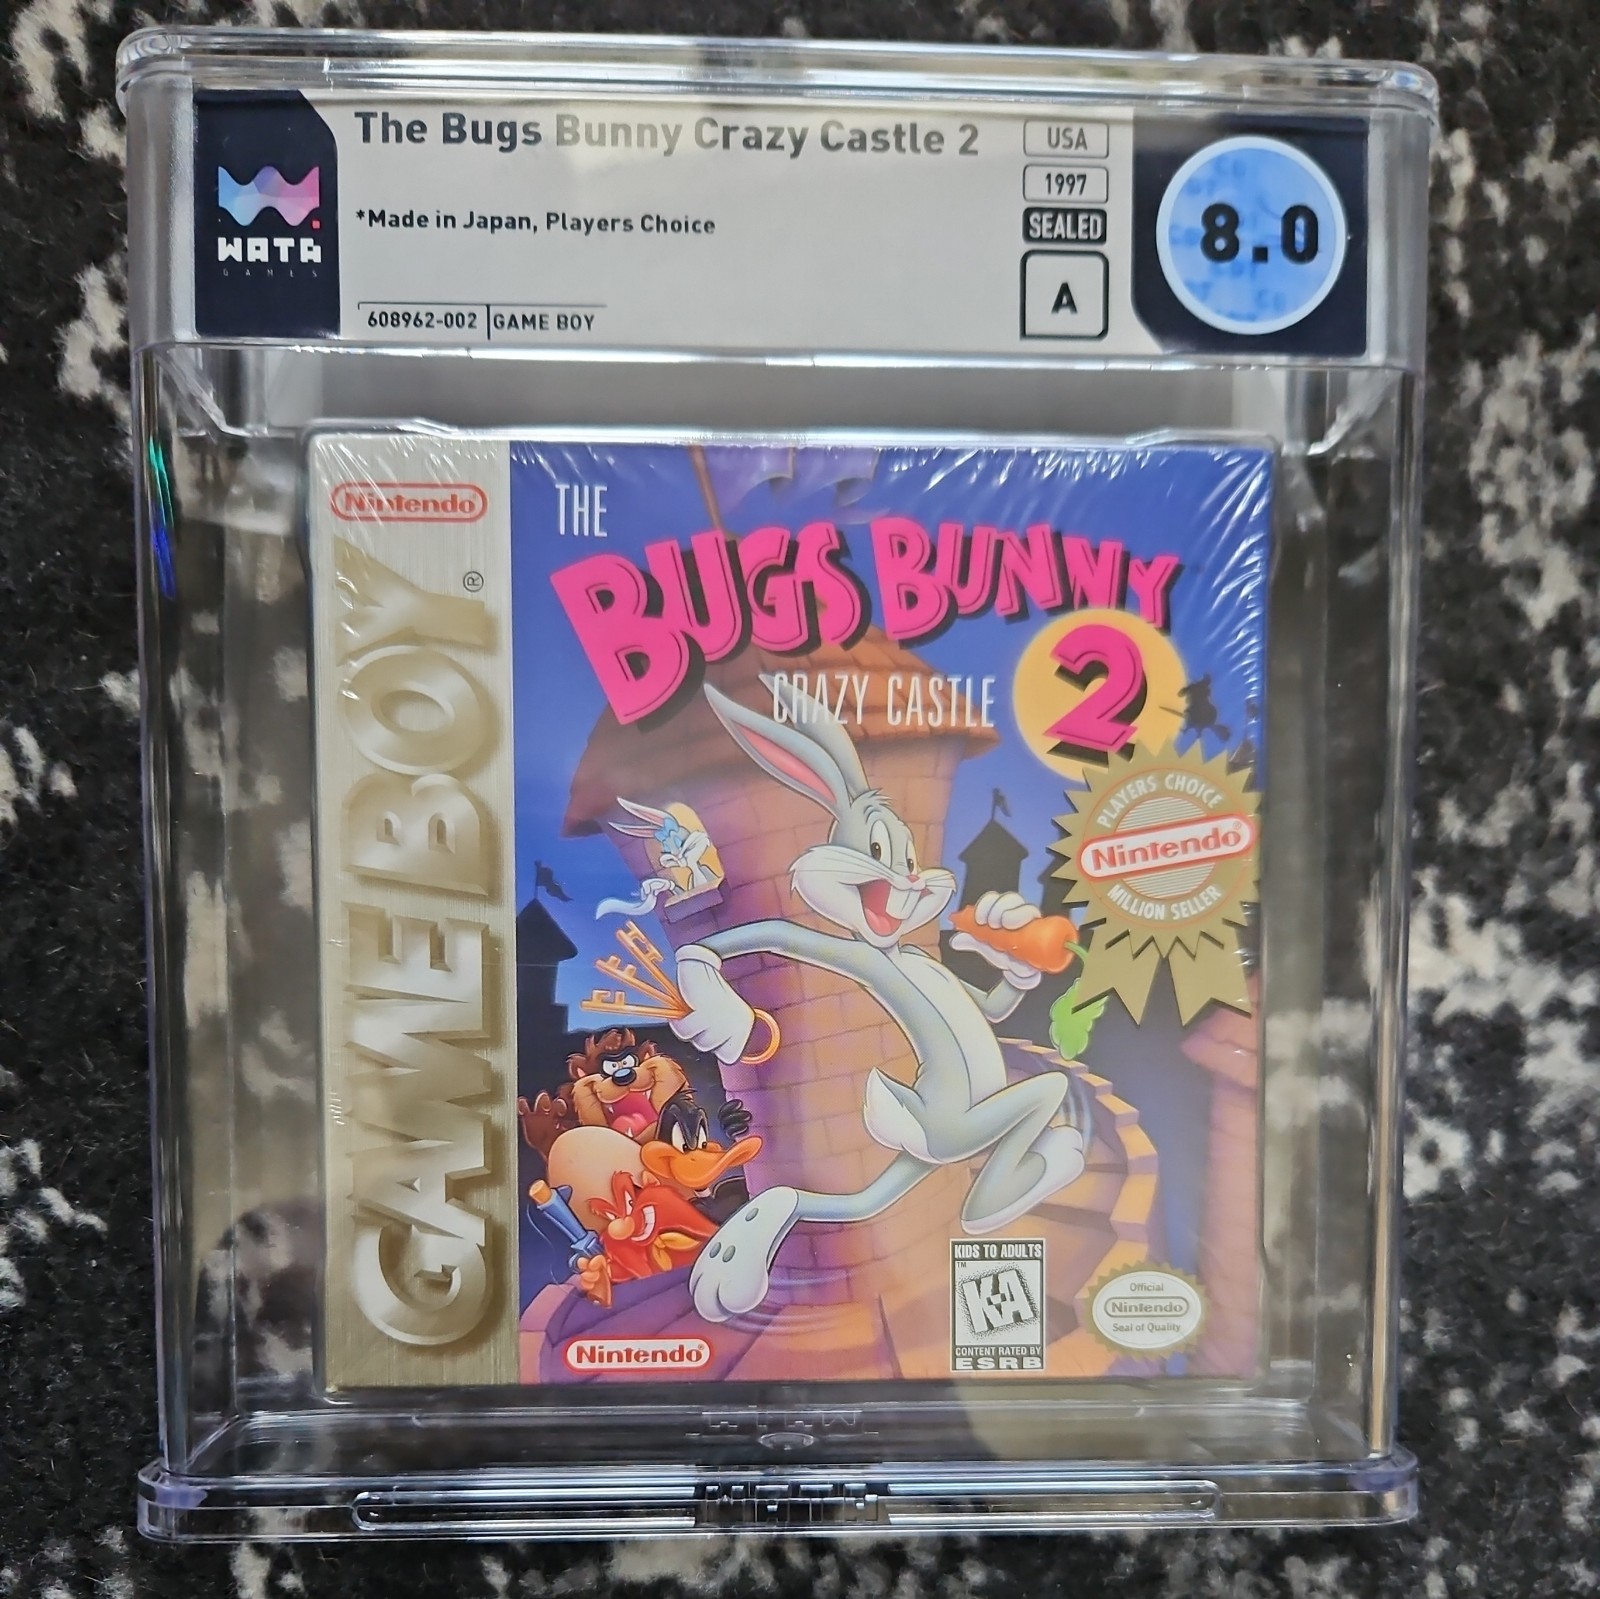 The Bugs Bunny Crazy Castle 2
*Made in Japan, Players Choice
608962-002 GAME BOY
WATA
GAMES
USA
1997
SEALED
A
8.0
Nintendo®
GAME BOY®
THE
BUGS BUNNY
CRAZY CASTLE 2
PLAYERS CHOICE
Nintendo®
MILLION SELLER
Nintendo®
KIDS TO ADULTS
K-A™
CONTENT RATED BY
ESRB
Official
Nintendo
Seal of Quality
WATA